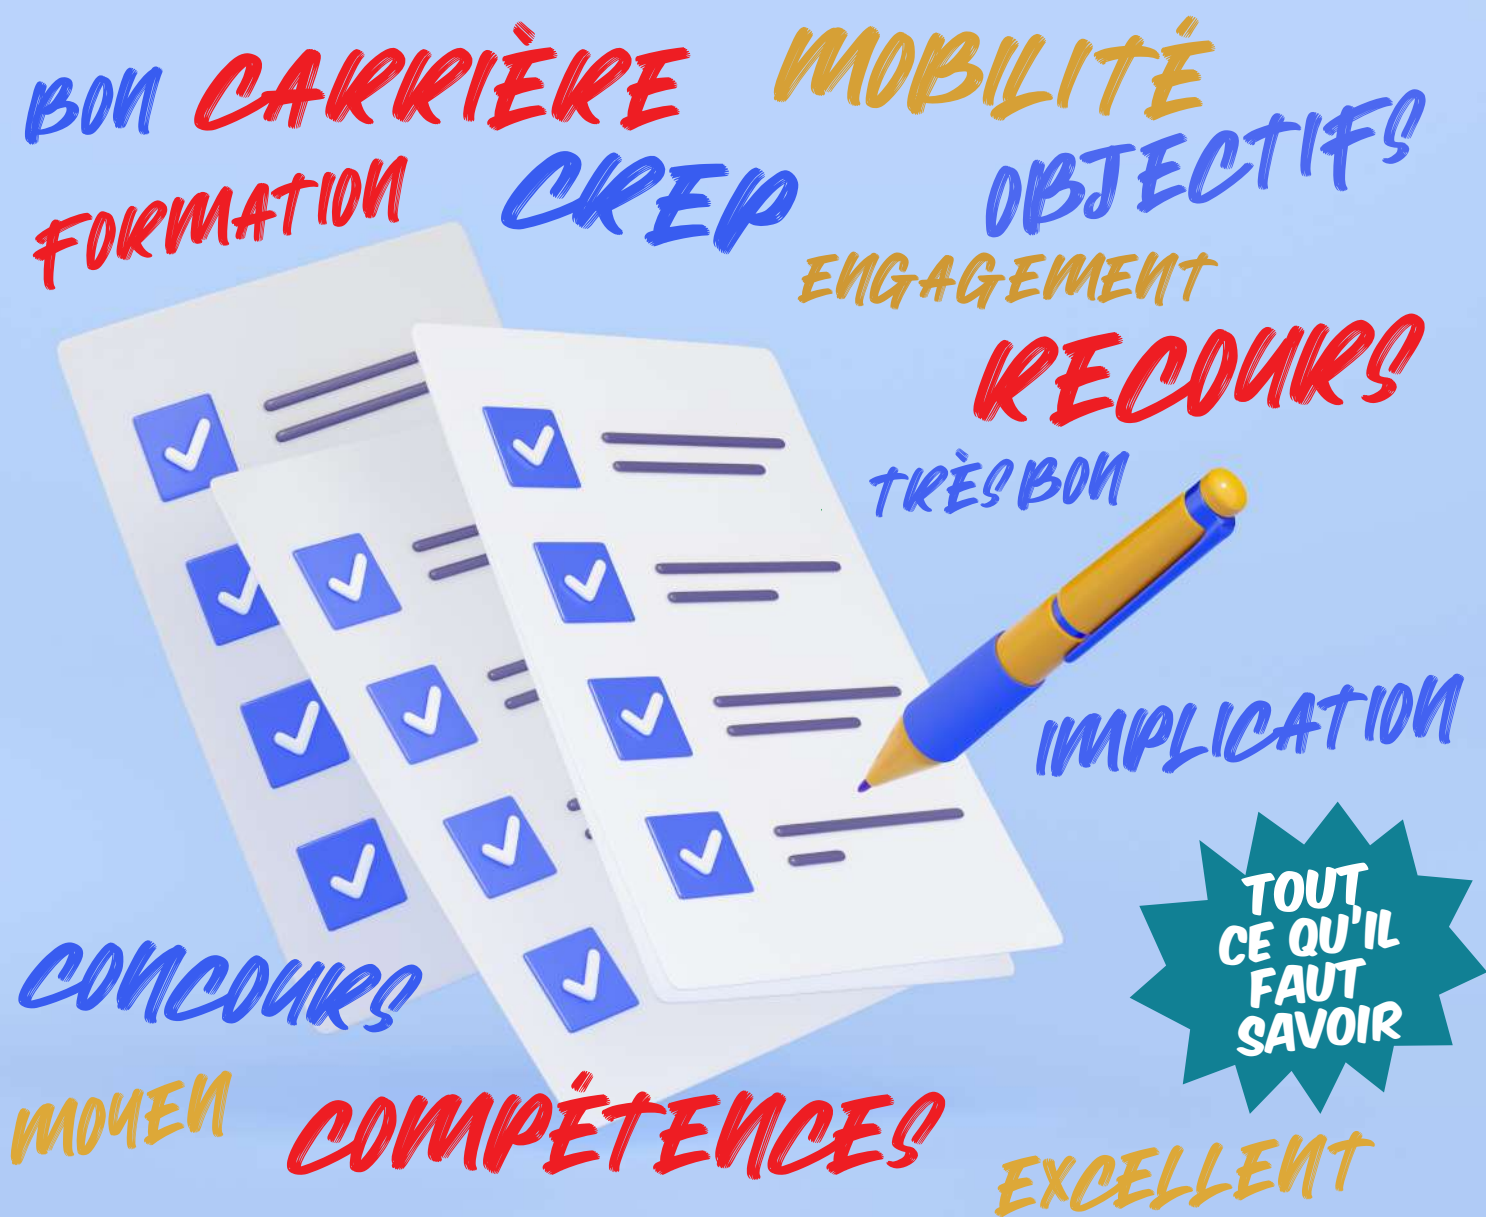 BON CARRIÈRE
MOBILITÉ
FORMATION
CREP
OBJECTIFS
ENGAGEMENT
RECOURS
TRÈS BON
IMPLICATION
TOUT
CE QU'IL
FAUT
SAVOIR
CONCOURS
MOYEN
COMPÉTENCES
EXCELLENT